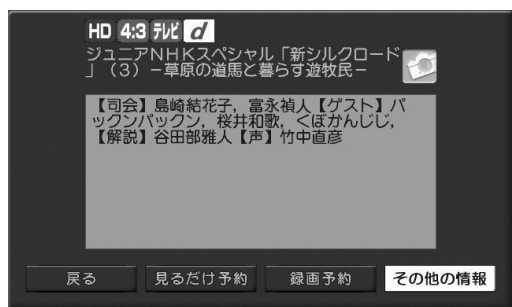 HD 4:3 テレビ d
ジュニアNHKスペシャル「新シルクロード
」(3)-草原の道馬と暮らす遊牧民-
【司会】島崎結花子，富永禎人【ゲスト】パ
ックンパックン，桜井和歌，くぼかんじじ，
【解説】谷田部雅人【声】竹中直彦
戻る 見るだけ予約 録画予約 その他の情報